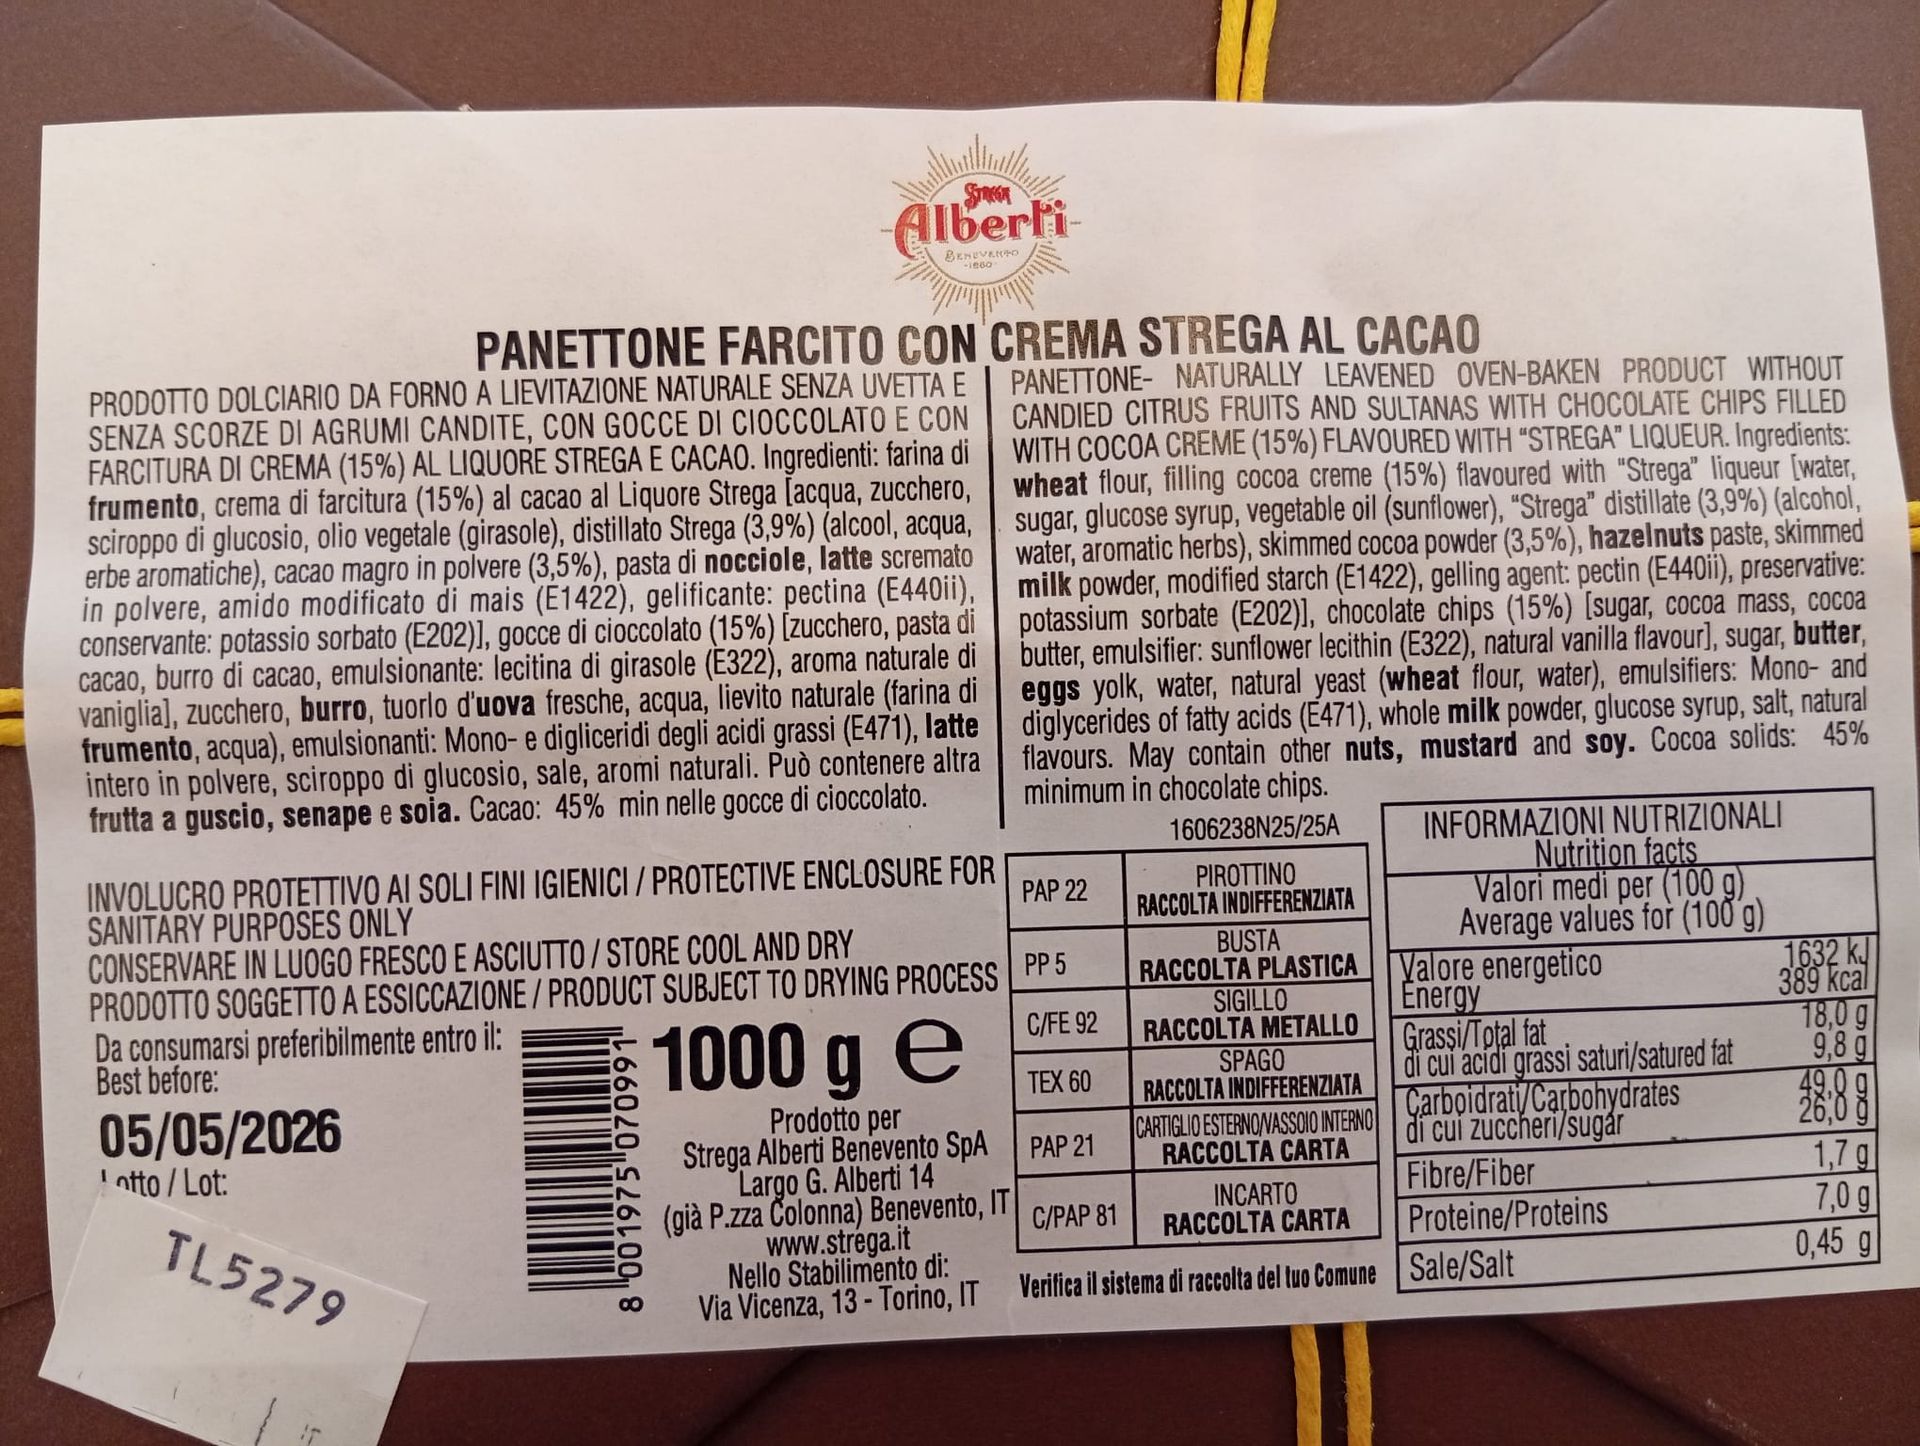 STREGA
Alberti
BENEVENTO
-1860-
PANETTONE FARCITO CON CREMA STREGA AL CACAO
PRODOTTO DOLCIARIO DA FORNO A LIEVITAZIONE NATURALE SENZA UVETTA E
SENZA SCORZE DI AGRUMI CANDITE, CON GOCCE DI CIOCCOLATO E CON
FARCITURA DI CREMA (15%) AL LIQUORE STREGA E CACAO. Ingredienti: farina di
frumento, crema di farcitura (15%) al cacao al Liquore Strega [acqua, zucchero,
sciroppo di glucosio, olio vegetale (girasole), distillato Strega (3,9%) (alcool, acqua,
erbe aromatiche), cacao magro in polvere (3,5%), pasta di nocciole, latte scremato
in polvere, amido modificato di mais (E1422), gelificante: pectina (E440ii),
conservante: potassio sorbato (E202)], gocce di cioccolato (15%) [zucchero, pasta di
cacao, burro di cacao, emulsionante: lecitina di girasole (E322), aroma naturale di
vaniglia], zucchero, burro, tuorlo d'uova fresche, acqua, lievito naturale (farina di
frumento, acqua), emulsionanti: Mono- e digliceridi degli acidi grassi (E471), latte
intero in polvere, sciroppo di glucosio, sale, aromi naturali. Può contenere altra
frutta a guscio, senape e soia. Cacao: 45% min nelle gocce di cioccolato.
PANETTONE- NATURALLY LEAVENED OVEN-BAKEN PRODUCT WITHOUT
CANDIED CITRUS FRUITS AND SULTANAS WITH CHOCOLATE CHIPS FILLED
WITH COCOA CREME (15%) FLAVOURED WITH "STREGA" LIQUEUR. Ingredients:
wheat flour, filling cocoa creme (15%) flavoured with "Strega" liqueur [water,
sugar, glucose syrup, vegetable oil (sunflower), "Strega" distillate (3,9%) (alcohol,
water, aromatic herbs), skimmed cocoa powder (3,5%), hazelnuts paste, skimmed
milk powder, modified starch (E1422), gelling agent: pectin (E440ii), preservative:
potassium sorbate (E202)], chocolate chips (15%) [sugar, cocoa mass, cocoa
butter, emulsifier: sunflower lecithin (E322), natural vanilla flavour], sugar, butter,
eggs yolk, water, natural yeast (wheat flour, water), emulsifiers: Mono- and
diglycerides of fatty acids (E471), whole milk powder, glucose syrup, salt, natural
flavours. May contain other nuts, mustard and soy. Cocoa solids: 45%
minimum in chocolate chips.
1606238N25/25A
INVOLUCRO PROTETTIVO AI SOLI FINI IGIENICI / PROTECTIVE ENCLOSURE FOR
SANITARY PURPOSES ONLY
CONSERVARE IN LUOGO FRESCO E ASCIUTTO / STORE COOL AND DRY
PRODOTTO SOGGETTO A ESSICCAZIONE / PRODUCT SUBJECT TO DRYING PROCESS
Da consumarsi preferibilmente entro il:
Best before:
05/05/2026
Lotto / Lot:
TL5279
8 001975 070991
1000 g e
Prodotto per
Strega Alberti Benevento SpA
Largo G. Alberti 14
(già P.zza Colonna) Benevento, IT
www.strega.it
Nello Stabilimento di:
Via Vicenza, 13 - Torino, IT
PAP 22 PIROTTINO
RACCOLTA INDIFFERENZIATA
PP 5 BUSTA
RACCOLTA PLASTICA
C/FE 92 SIGILLO
RACCOLTA METALLO
TEX 60 SPAGO
RACCOLTA INDIFFERENZIATA
PAP 21 CARTIGLIO ESTERNO/VASSOIO INTERNO
RACCOLTA CARTA
C/PAP 81 INCARTO
RACCOLTA CARTA
Verifica il sistema di raccolta del tuo Comune
INFORMAZIONI NUTRIZIONALI
Nutrition facts
Valori medi per (100 g)
Average values for (100 g)
Valore energetico 1632 kJ
Energy 389 kcal
Grassi/Total fat 18,0 g
di cui acidi grassi saturi/satured fat 9,8 g
Carboidrati/Carbohydrates 49,0 g
di cui zuccheri/sugar 26,0 g
Fibre/Fiber 1,7 g
Proteine/Proteins 7,0 g
Sale/Salt 0,45 g